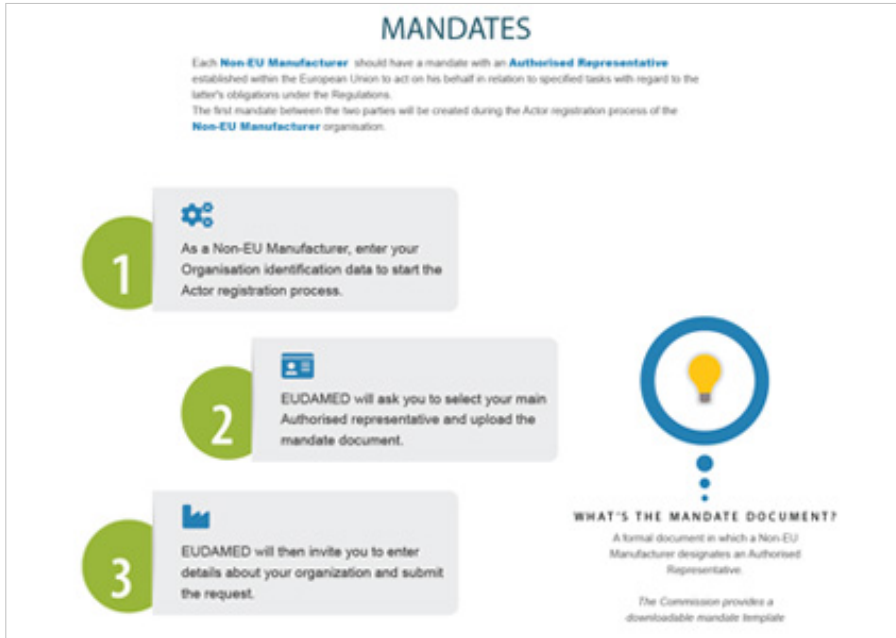 MANDATES
Each Non-EU Manufacturer should have a mandate with an Authorised Representative
established within the European Union to act on his behalf in relation to specified tasks with regard to the
latter's obligations under the Regulations.
The first mandate between the two parties will be created during the Actor registration process of the
Non-EU Manufacturer organisation.
1
As a Non-EU Manufacturer, enter your
Organisation identification data to start the
Actor registration process.
2
EUDAMED will ask you to select your main
Authorised representative and upload the
mandate document.
3
EUDAMED will then invite you to enter
details about your organization and submit
the request.
WHAT'S THE MANDATE DOCUMENT?
A formal document in which a Non-EU
Manufacturer designates an Authorised
Representative.
The Commission provides a
downloadable mandate template